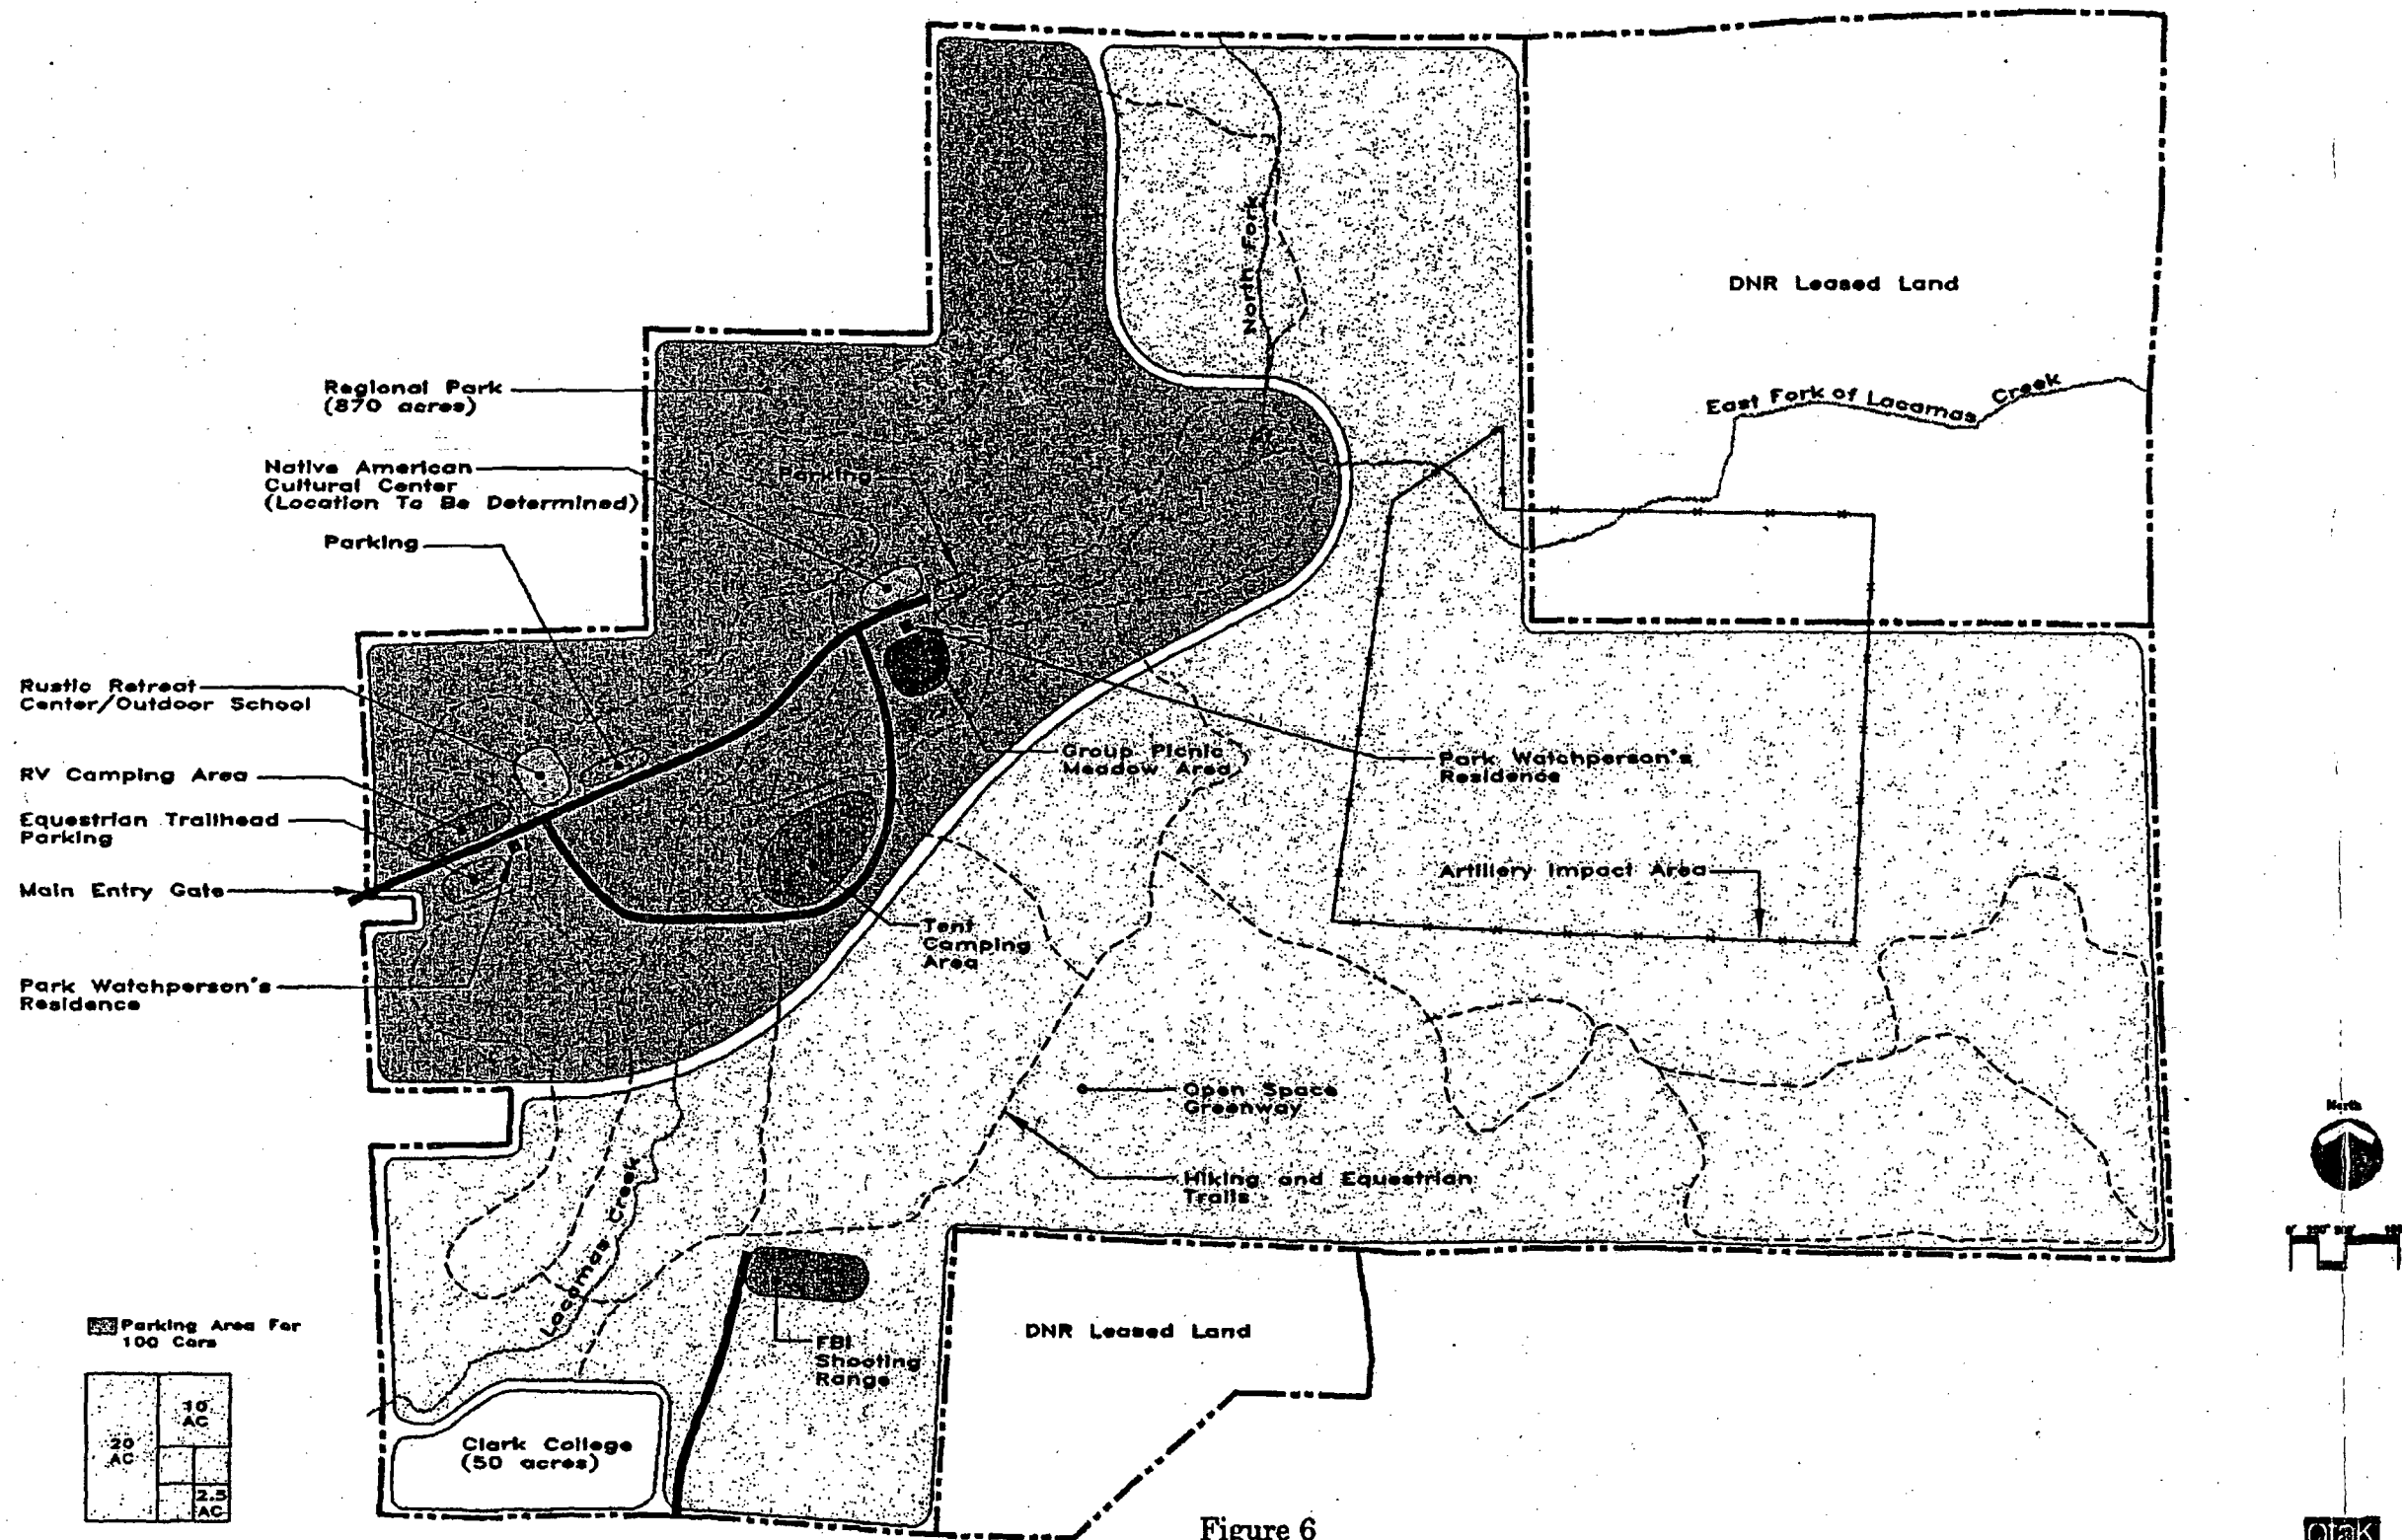 North Fork
DNR Leased Land
East Fork of Lacamas Creek
Regional Park
(870 acres)
Native American
Cultural Center
(Location To Be Determined)
Parking
Parking
Rustic Retreat
Center/Outdoor School
RV Camping Area
Equestrian Trailhead
Parking
Main Entry Gate
Park Watchperson's
Residence
Group Picnic
Meadow Area
Park Watchperson's
Residence
Artillery Impact Area
Tent
Camping
Area
Open Space
Greenway
Hiking and Equestrian
Trails
Lacamas Creek
FBI
Shooting
Range
DNR Leased Land
Clark College
(50 acres)
Parking Area For
100 Cars
10
AC
20
AC
2.5
AC
North
Figure 6
otak